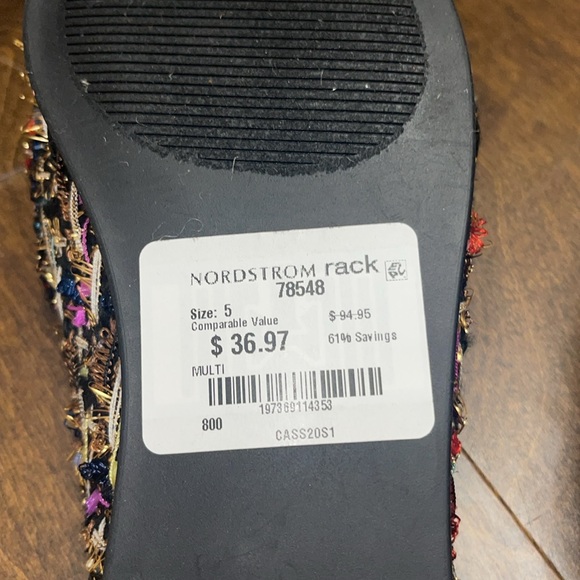 NORDSTROM rack
78548
Size: 5
Comparable Value $ 94.95
$ 36.97 61% Savings
MULTI
197369114353
800
CASS20S1